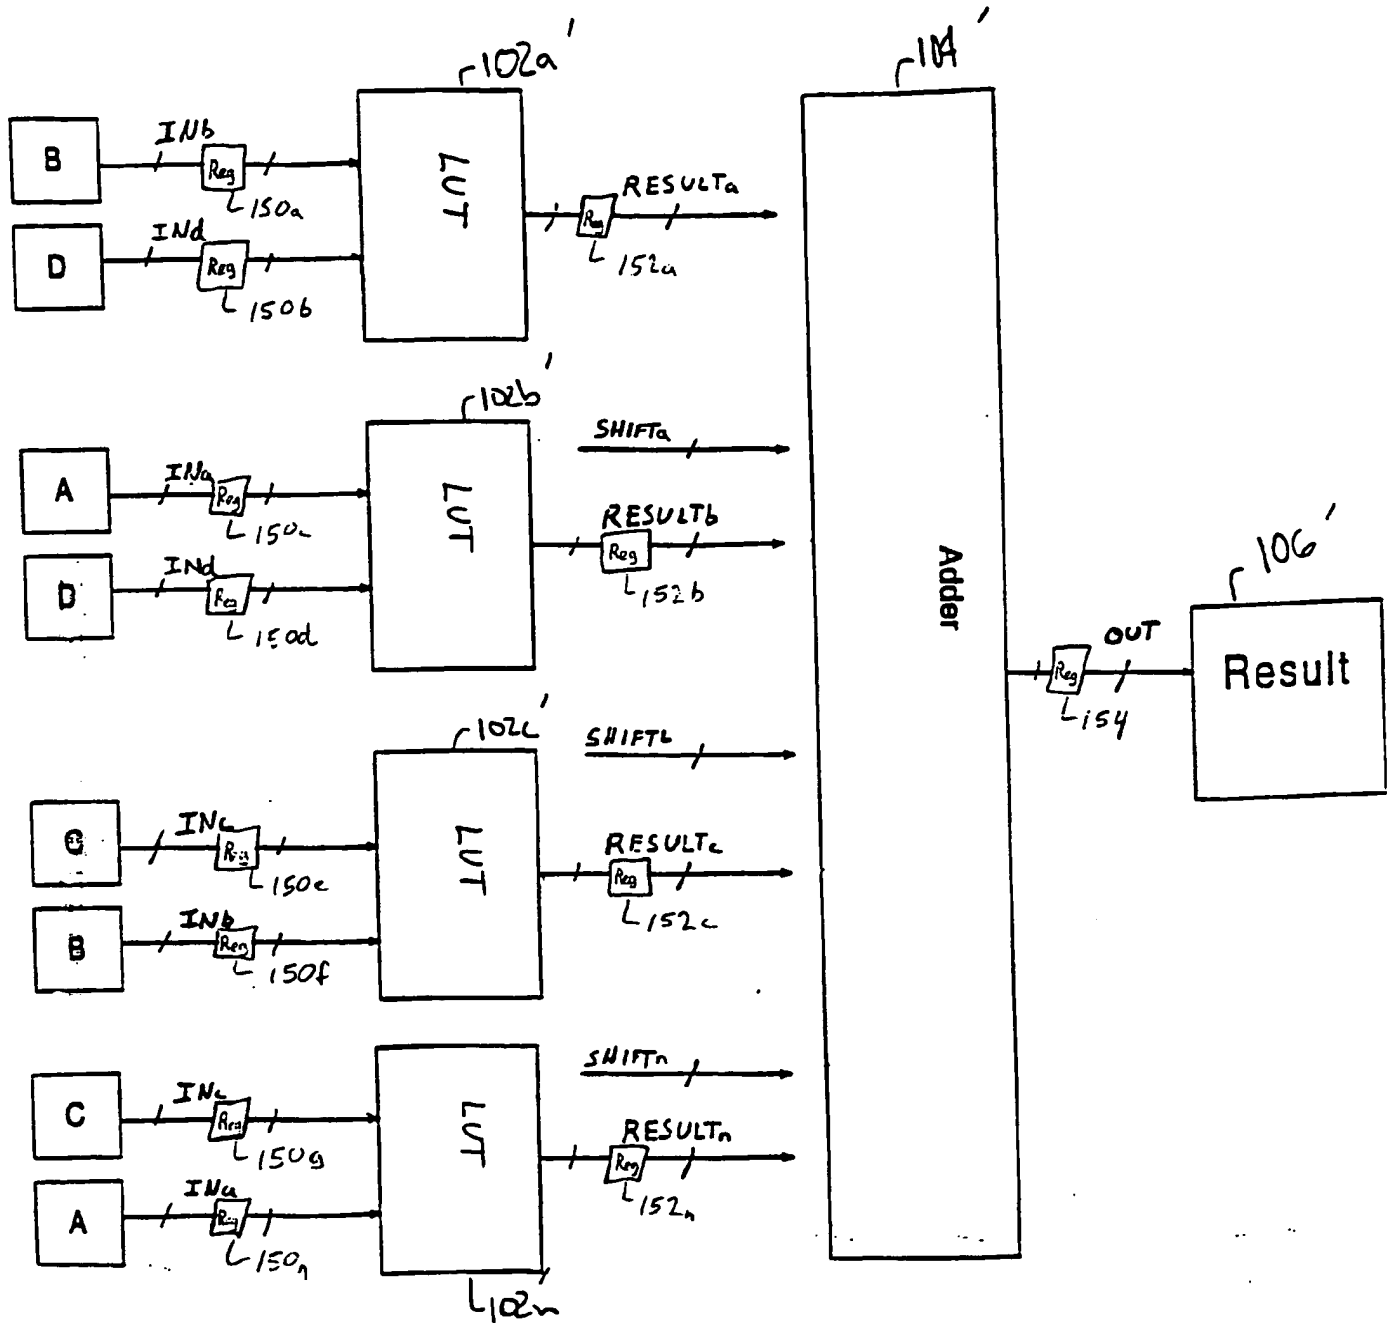 102a'
104'
B
INb
Reg
150a
LUT
RESULTa
Reg
152a
D
INd
Reg
150b
102b'
SHIFTa
A
INa
Reg
LUT
RESULTb
Reg
152b
D
INd
Reg
150d
Adder
106'
OUT
Reg
154
Result
102c'
SHIFTb
C
INc
Reg
150e
LUT
RESULTc
Reg
152c
B
INb
Reg
150f
SHIFTn
C
INc
Reg
150g
LUT
RESULTn
Reg
152n
A
INa
Reg
150n
102n